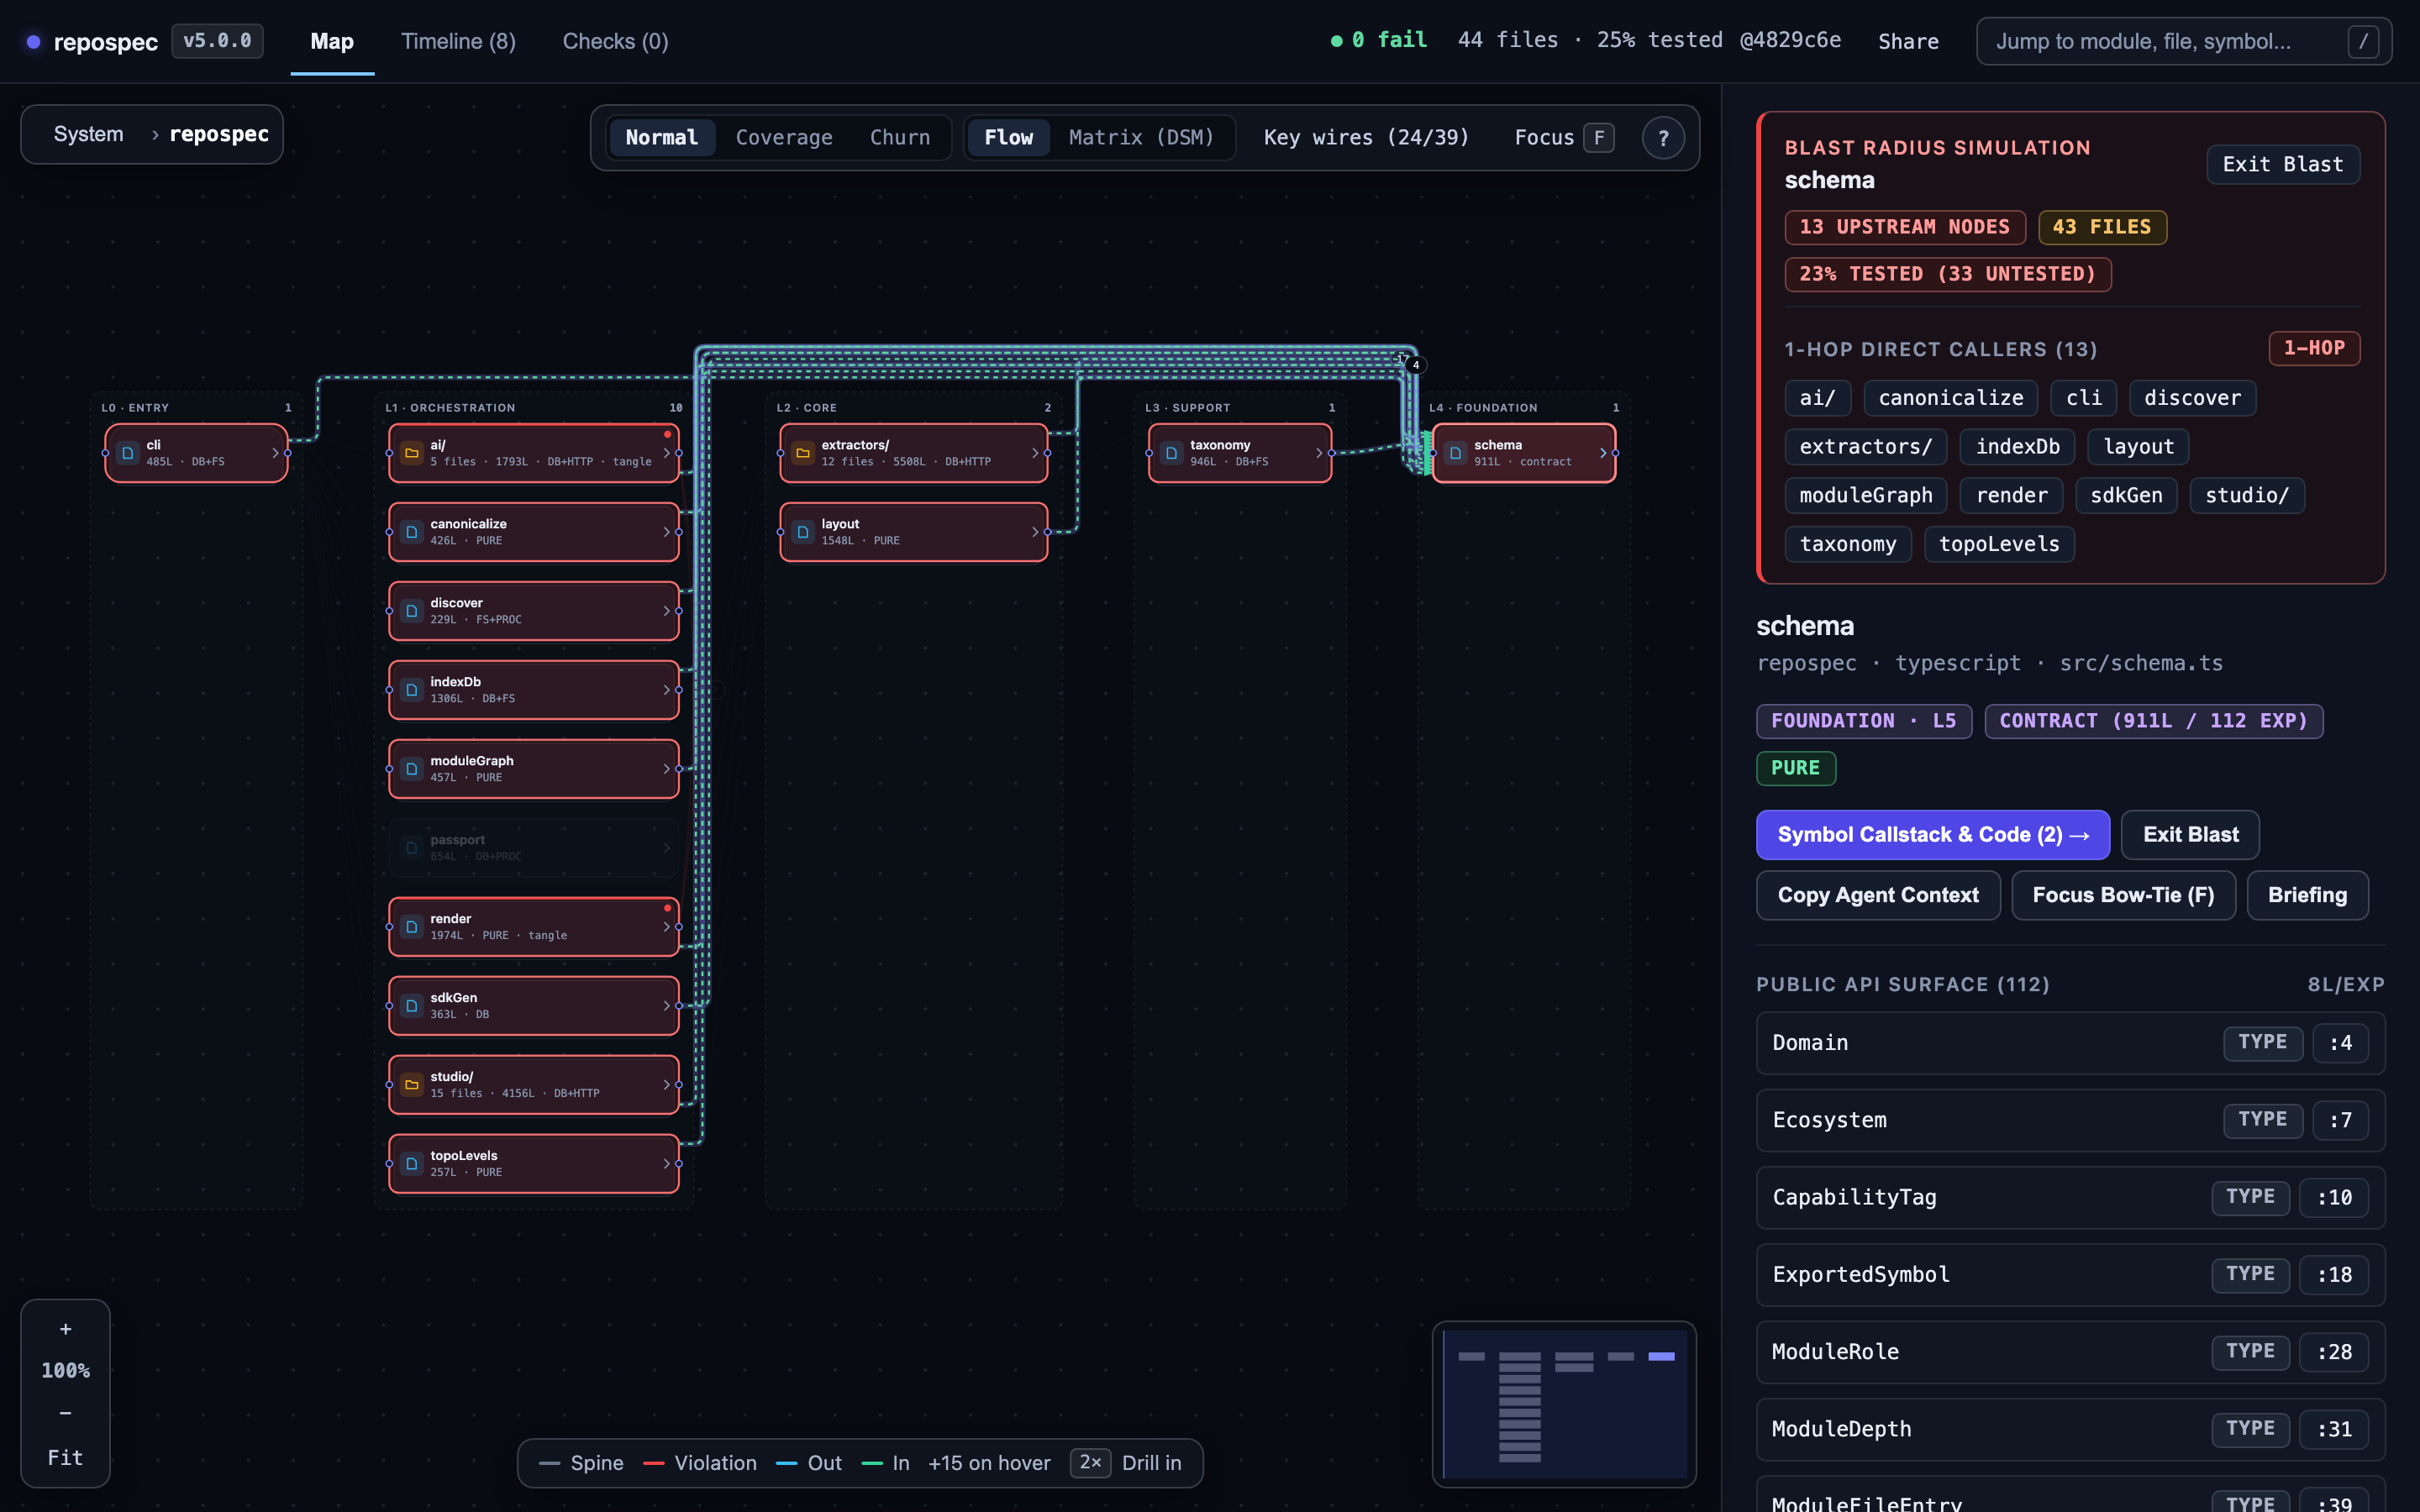 repospec v5.0.0 Map Timeline (8) Checks (0) 0 fail 44 files · 25% tested @4829c6e Share Jump to module, file, symbol... /
System › repospec
Normal Coverage Churn Flow Matrix (DSM) Key wires (24/39) Focus F ?
L0 · ENTRY 1
cli
485L · DB+FS
L1 · ORCHESTRATION 10
ai/
5 files · 1793L · DB+HTTP · tangle
canonicalize
426L · PURE
discover
229L · FS+PROC
indexDb
1306L · DB+FS
moduleGraph
457L · PURE
passport
654L · DB+PROC
render
1974L · PURE · tangle
sdkGen
363L · DB
studio/
15 files · 4156L · DB+HTTP
topoLevels
257L · PURE
L2 · CORE 2
extractors/
12 files · 5508L · DB+HTTP
layout
1548L · PURE
L3 · SUPPORT 1
taxonomy
946L · DB+FS
4
L4 · FOUNDATION 1
schema
911L · contract
+
100%
−
Fit
Spine Violation Out In +15 on hover 2× Drill in
BLAST RADIUS SIMULATION
schema
Exit Blast
13 UPSTREAM NODES 43 FILES
23% TESTED (33 UNTESTED)
1-HOP DIRECT CALLERS (13) 1-HOP
ai/ canonicalize cli discover
extractors/ indexDb layout
moduleGraph render sdkGen studio/
taxonomy topoLevels
schema
repospec · typescript · src/schema.ts
FOUNDATION · L5 CONTRACT (911L / 112 EXP)
PURE
Symbol Callstack & Code (2) → Exit Blast
Copy Agent Context Focus Bow-Tie (F) Briefing
PUBLIC API SURFACE (112) 8L/EXP
Domain TYPE :4
Ecosystem TYPE :7
CapabilityTag TYPE :10
ExportedSymbol TYPE :18
ModuleRole TYPE :28
ModuleDepth TYPE :31
ModuleFileEntry TYPE :39